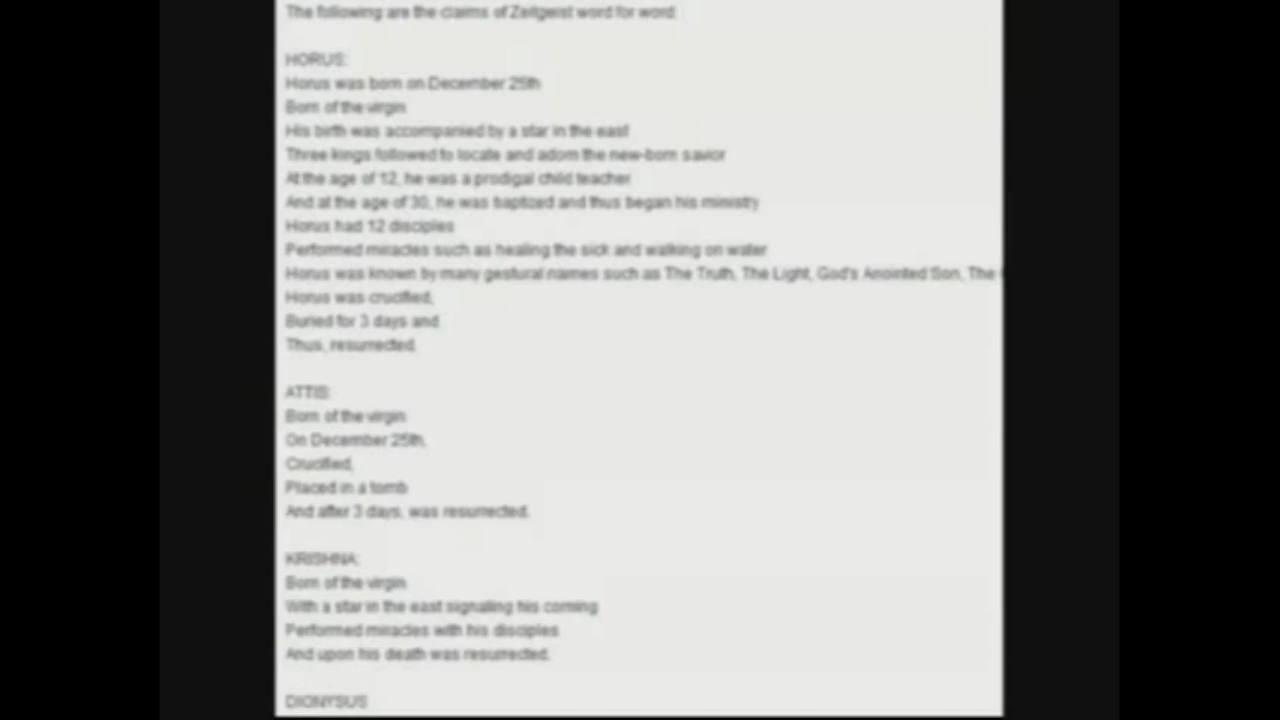 The following are the claims of Zeitgeist word for word
HORUS:
Horus was born on December 25th
Born of the virgin
His birth was accompanied by a star in the east
Three kings followed to locate and adorn the new-born savior
At the age of 12, he was a prodigal child teacher
And at the age of 30, he was baptized and thus began his ministry
Horus had 12 disciples
Performed miracles such as healing the sick and walking on water
Horus was known by many gestural names such as The Truth, The Light, God's Anointed Son, The
Horus was crucified,
Buried for 3 days and
Thus, resurrected.
ATTIS:
Born of the virgin
On December 25th,
Crucified,
Placed in a tomb
And after 3 days, was resurrected.
KRISHNA:
Born of the virgin
With a star in the east signaling his coming
Performed miracles with his disciples
And upon his death was resurrected.
DIONYSUS